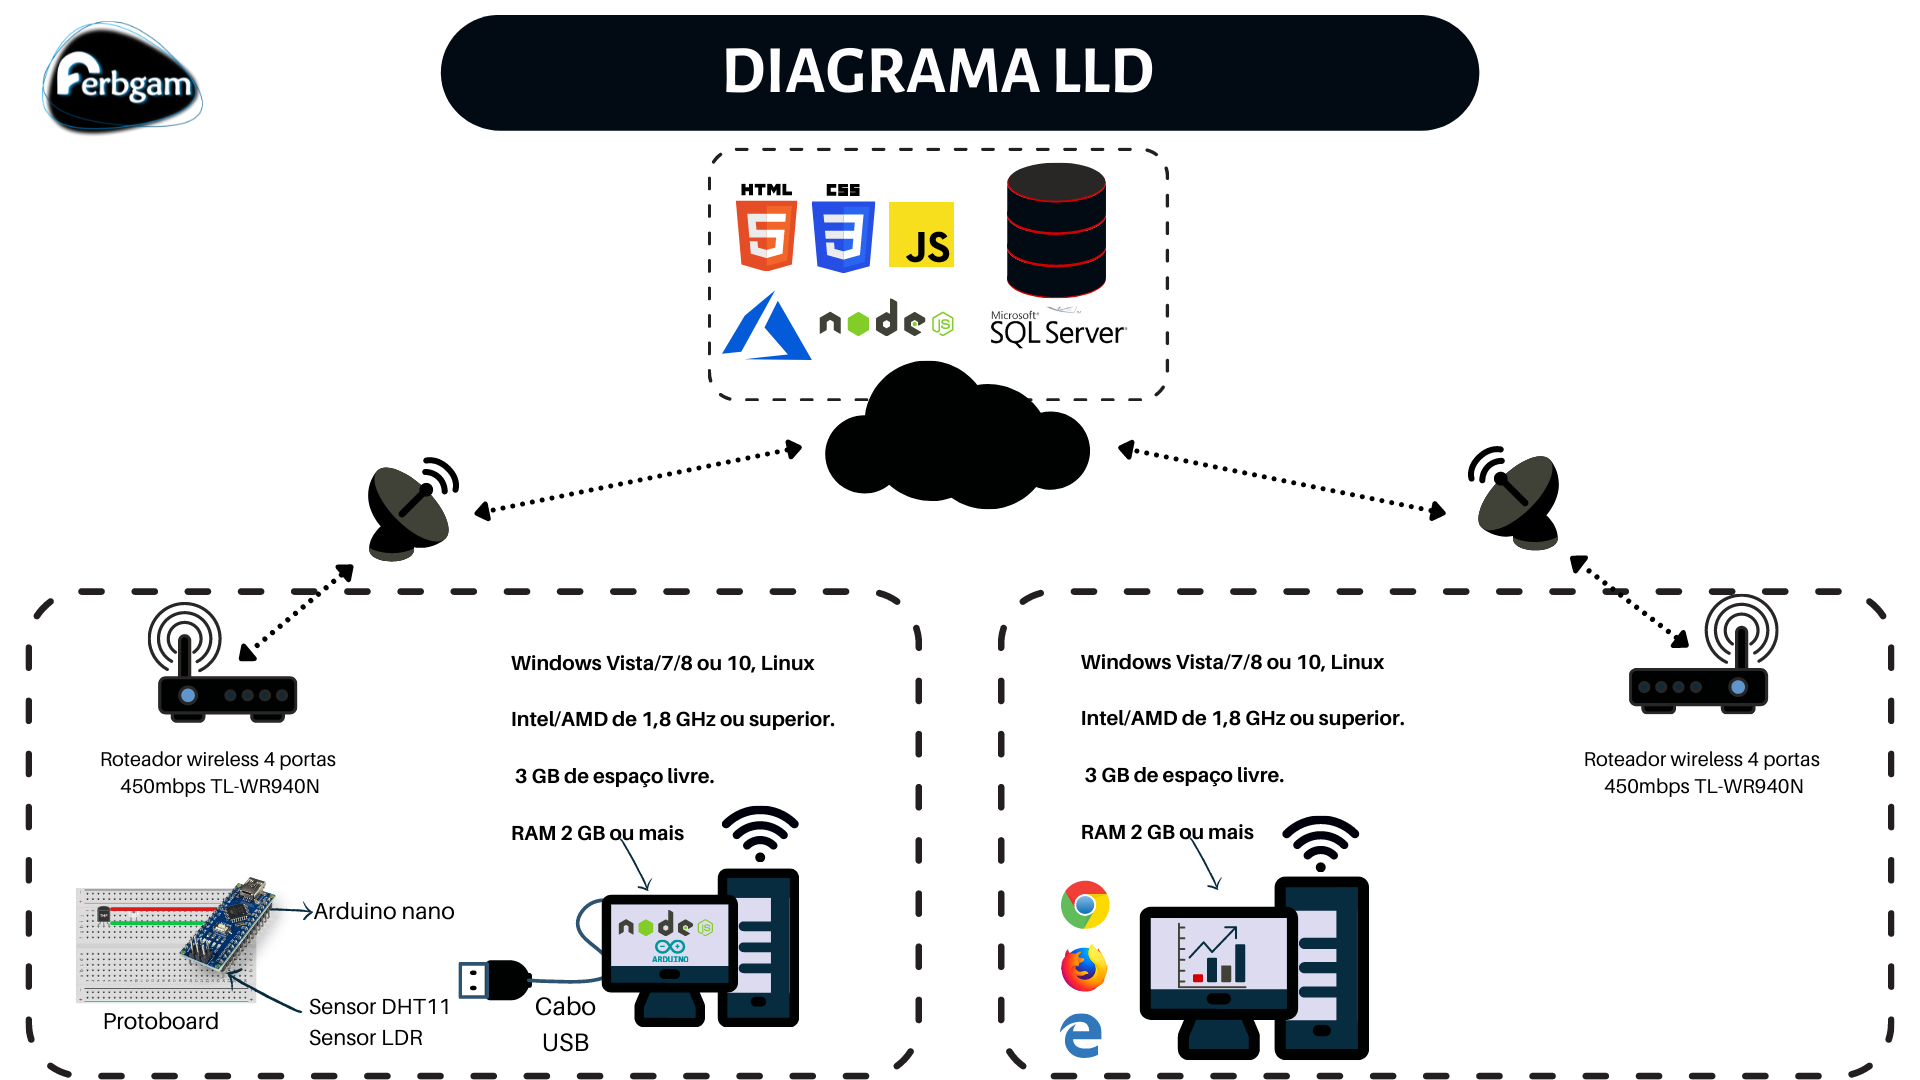 Ferbgam
DIAGRAMA LLD
HTML CSS
JS
node JS
Microsoft®
SQL Server
Windows Vista/7/8 ou 10, Linux
Intel/AMD de 1,8 GHz ou superior.
3 GB de espaço livre.
RAM 2 GB ou mais
Roteador wireless 4 portas
450mbps TL-WR940N
Arduino nano
Sensor DHT11
Sensor LDR
Protoboard
Cabo
USB
node JS
ARDUINO
Windows Vista/7/8 ou 10, Linux
Intel/AMD de 1,8 GHz ou superior.
3 GB de espaço livre.
RAM 2 GB ou mais
Roteador wireless 4 portas
450mbps TL-WR940N